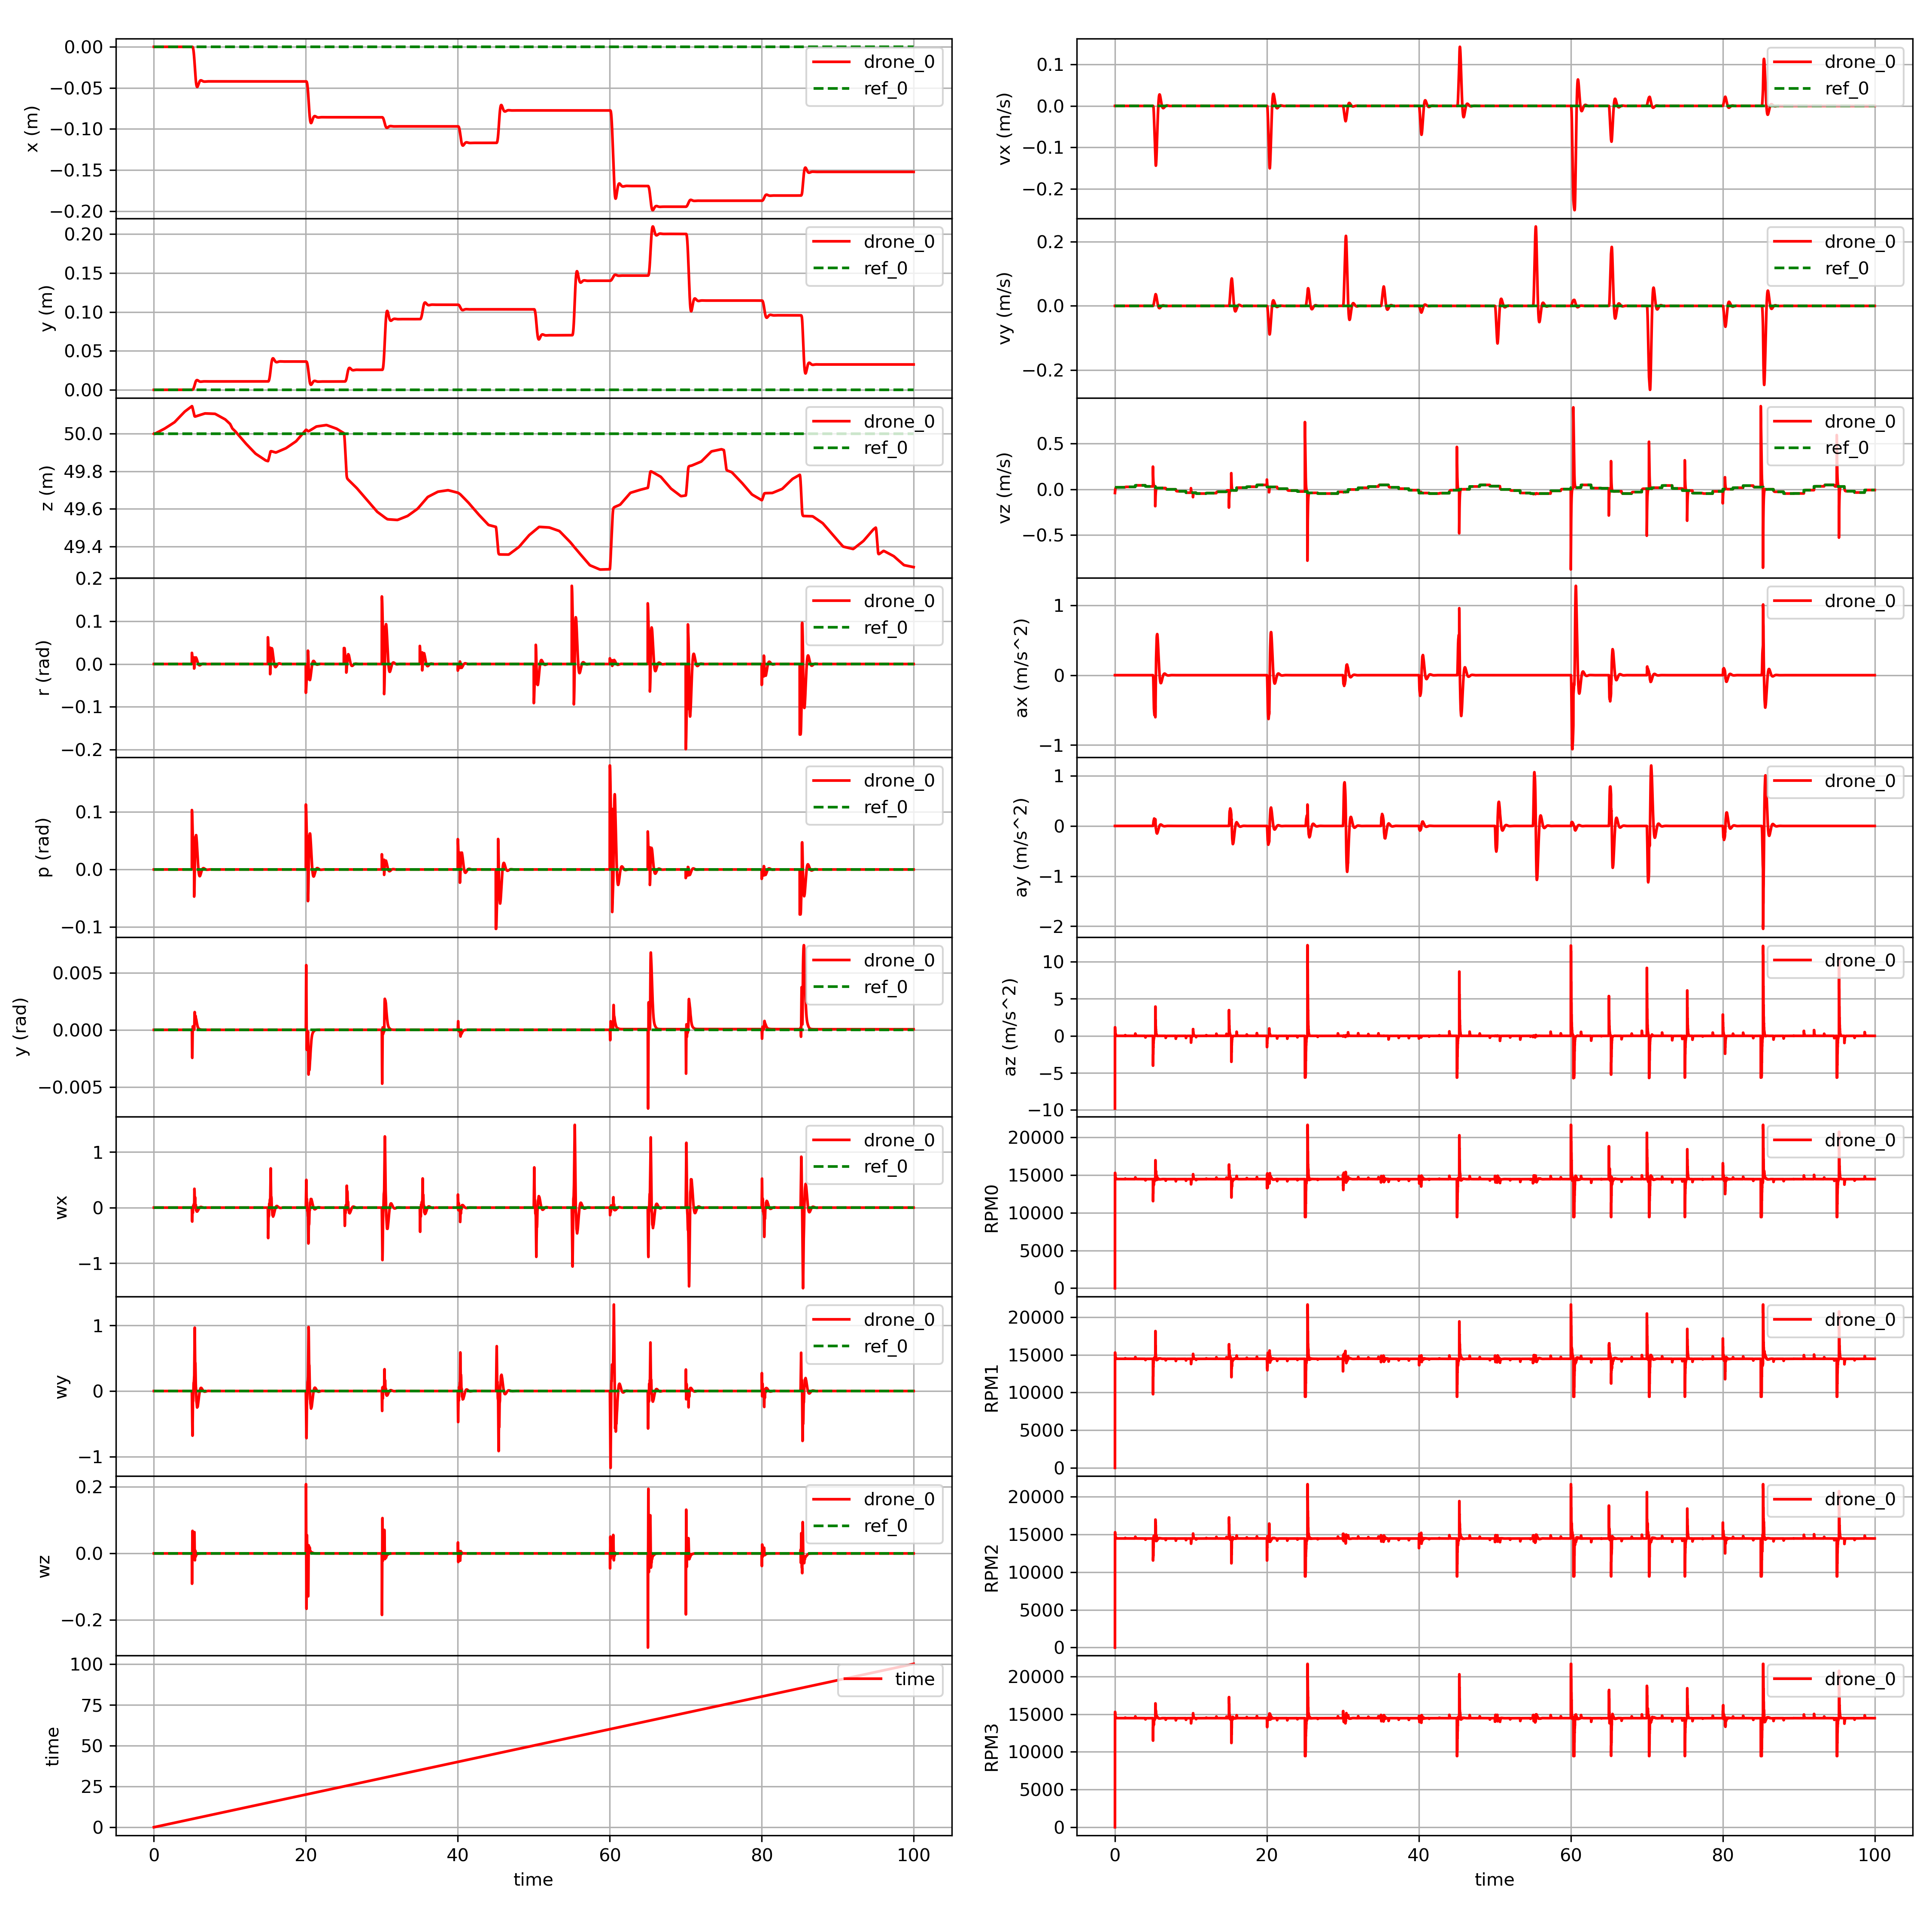 0.00
−0.05
−0.10
−0.15
−0.20
x (m)
drone_0
ref_0
0.20
0.15
0.10
0.05
0.00
y (m)
drone_0
ref_0
50.0
49.8
49.6
49.4
z (m)
drone_0
ref_0
0.2
0.1
0.0
−0.1
−0.2
r (rad)
drone_0
ref_0
0.1
0.0
−0.1
p (rad)
drone_0
ref_0
0.005
0.000
−0.005
y (rad)
drone_0
ref_0
1
0
−1
wx
drone_0
ref_0
1
0
−1
wy
drone_0
ref_0
0.2
0.0
−0.2
wz
drone_0
ref_0
100
75
50
25
0
time
time
0 20 40 60 80 100
time
0.1
0.0
−0.1
−0.2
vx (m/s)
drone_0
ref_0
0.2
0.0
−0.2
vy (m/s)
drone_0
ref_0
0.5
0.0
−0.5
vz (m/s)
drone_0
ref_0
1
0
−1
ax (m/s^2)
drone_0
1
0
−1
−2
ay (m/s^2)
drone_0
10
5
0
−5
−10
az (m/s^2)
drone_0
20000
15000
10000
5000
0
RPM0
drone_0
20000
15000
10000
5000
0
RPM1
drone_0
20000
15000
10000
5000
0
RPM2
drone_0
20000
15000
10000
5000
0
RPM3
drone_0
0 20 40 60 80 100
time